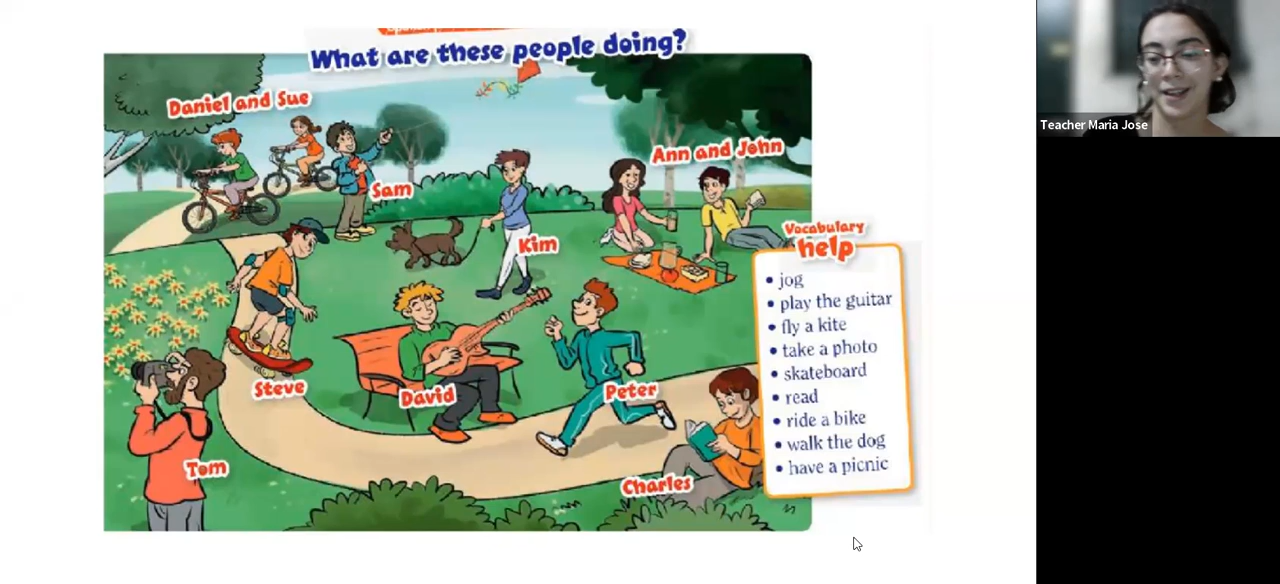 What are these people doing?
Daniel and Sue
Sam
Kim
Ann and John
Steve
David
Peter
Tom
Charles
Vocabulary
help
• jog
• play the guitar
• fly a kite
• take a photo
• skateboard
• read
• ride a bike
• walk the dog
• have a picnic
Teacher Maria Jose